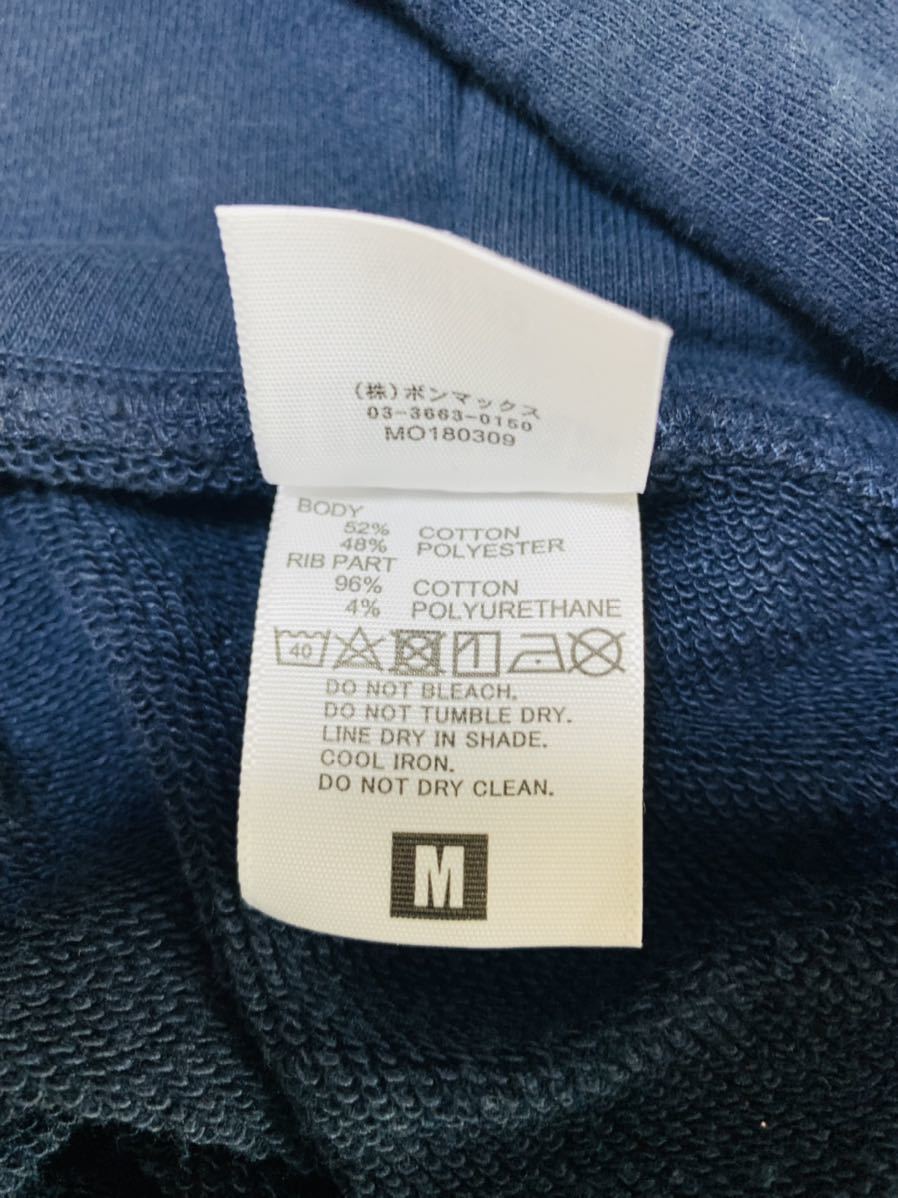 (株)ボンマックス
03-3663-0150
MO180309
BODY
52% COTTON
48% POLYESTER
RIB PART
96% COTTON
4% POLYURETHANE
40
DO NOT BLEACH.
DO NOT TUMBLE DRY.
LINE DRY IN SHADE.
COOL IRON.
DO NOT DRY CLEAN.
M